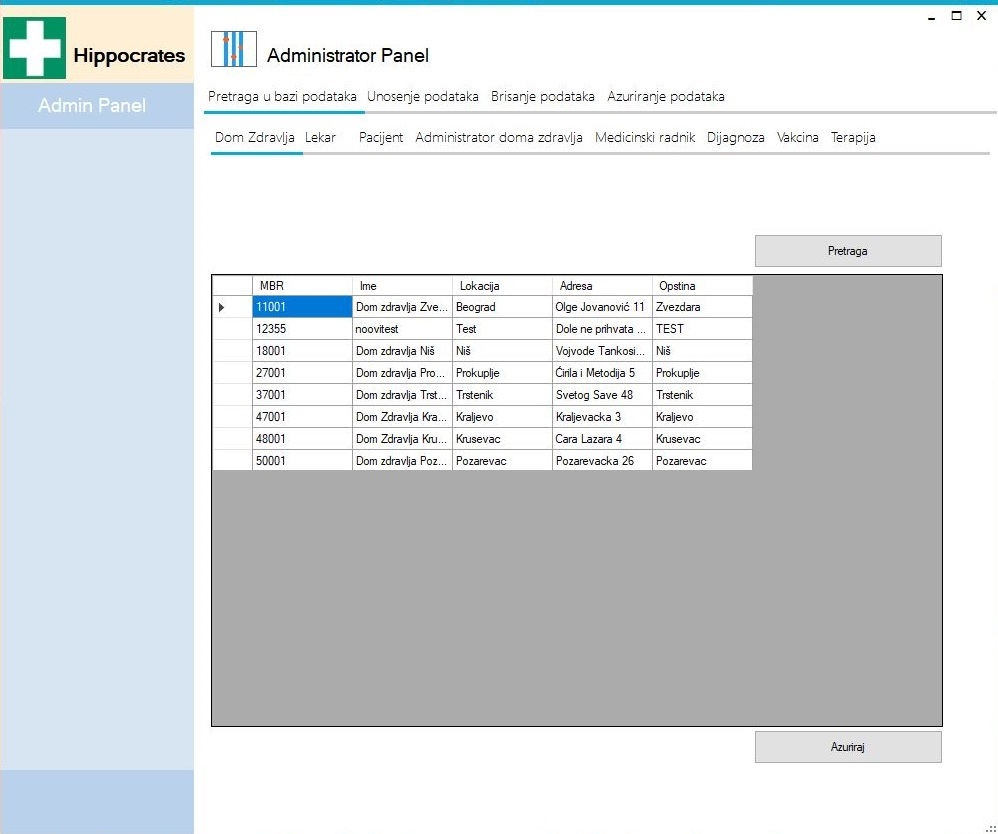 Hippocrates
Administrator Panel
Admin Panel
Pretraga u bazi podataka Unosenje podataka Brisanje podataka Azuriranje podataka
Dom Zdravlja Lekar Pacijent Administrator doma zdravlja Medicinski radnik Dijagnoza Vakcina Terapija
Pretraga
MBR Ime Lokacija Adresa Opstina
11001 Dom zdravlja Zve... Beograd Olge Jovanović 11 Zvezdara
12355 noovitest Test Dole ne prihvata ... TEST
18001 Dom zdravlja Niš Niš Vojvode Tankosi... Niš
27001 Dom zdravlja Pro... Prokuplje Ćirila i Metodija 5 Prokuplje
37001 Dom zdravlja Trst... Trstenik Svetog Save 48 Trstenik
47001 Dom Zdravlja Kra... Kraljevo Kraljevacka 3 Kraljevo
48001 Dom Zdravlja Kru... Krusevac Cara Lazara 4 Krusevac
50001 Dom zdravlja Poz... Pozarevac Pozarevacka 26 Pozarevac
Azuriraj